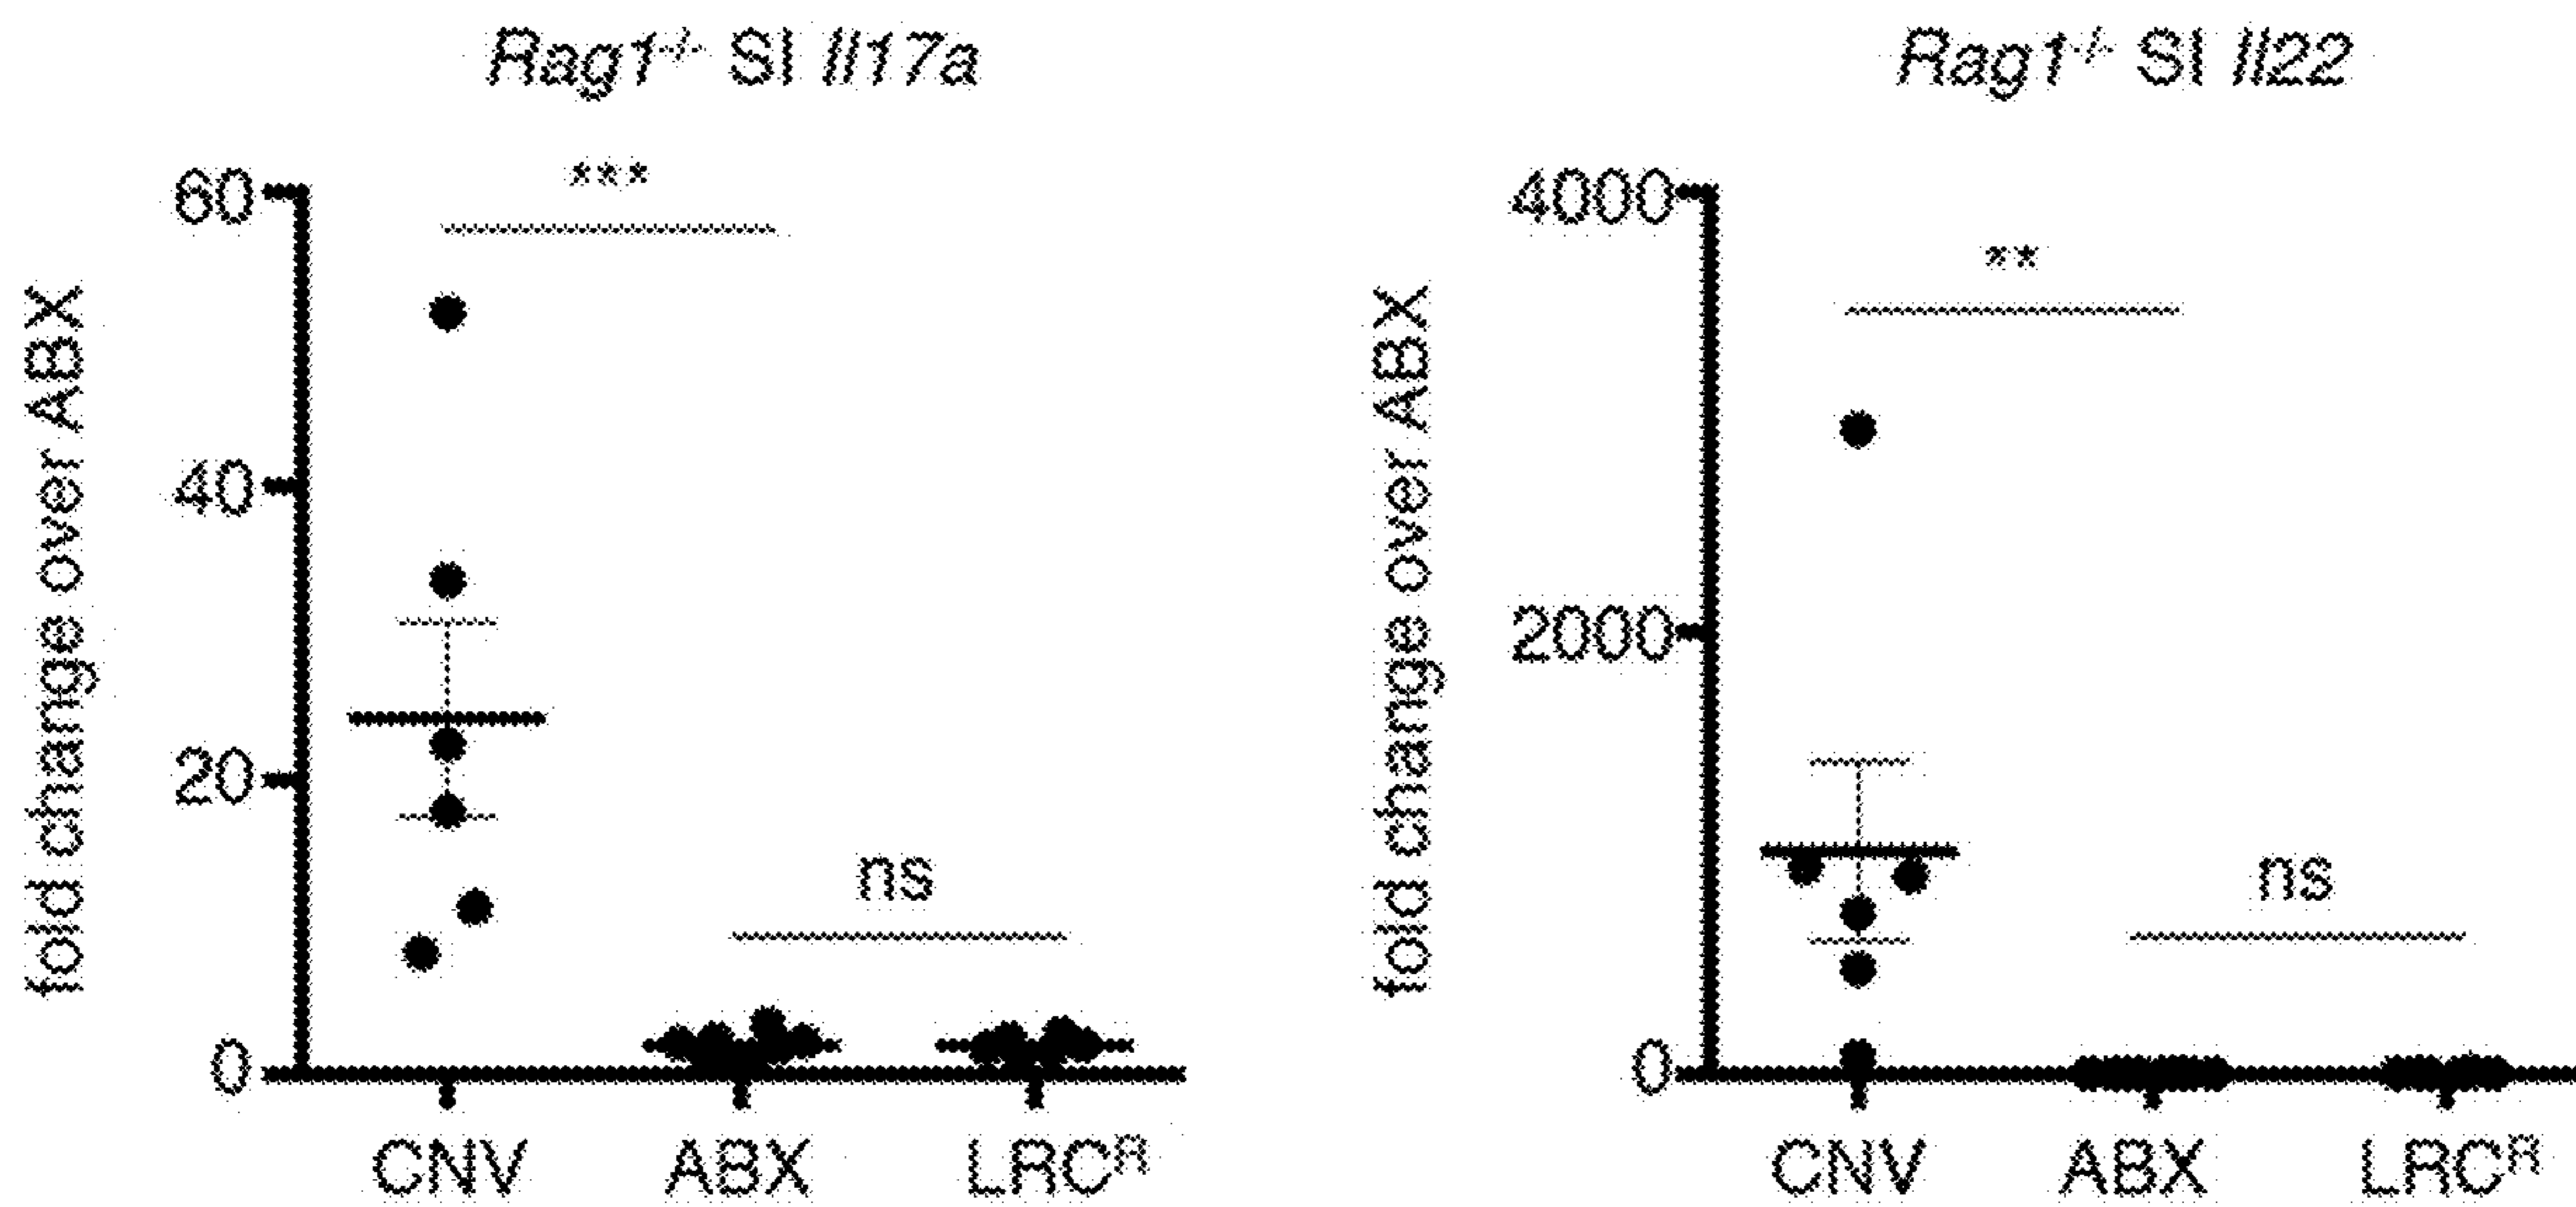 Rag1-/- SI Il17a
fold change over ABX
60
40
20
0
***
ns
CNV
ABX
LRCR
Rag1-/- SI Il22
fold change over ABX
4000
2000
0
**
ns
CNV
ABX
LRCR